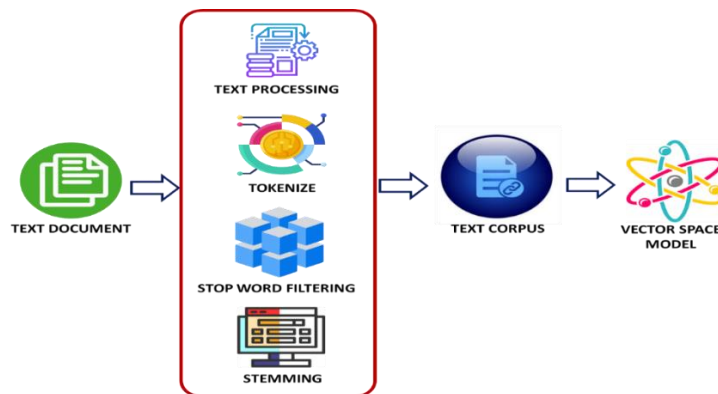 TEXT PROCESSING
TOKENIZE
TEXT DOCUMENT
TEXT CORPUS
VECTOR SPACE
MODEL
STOP WORD FILTERING
STEMMING